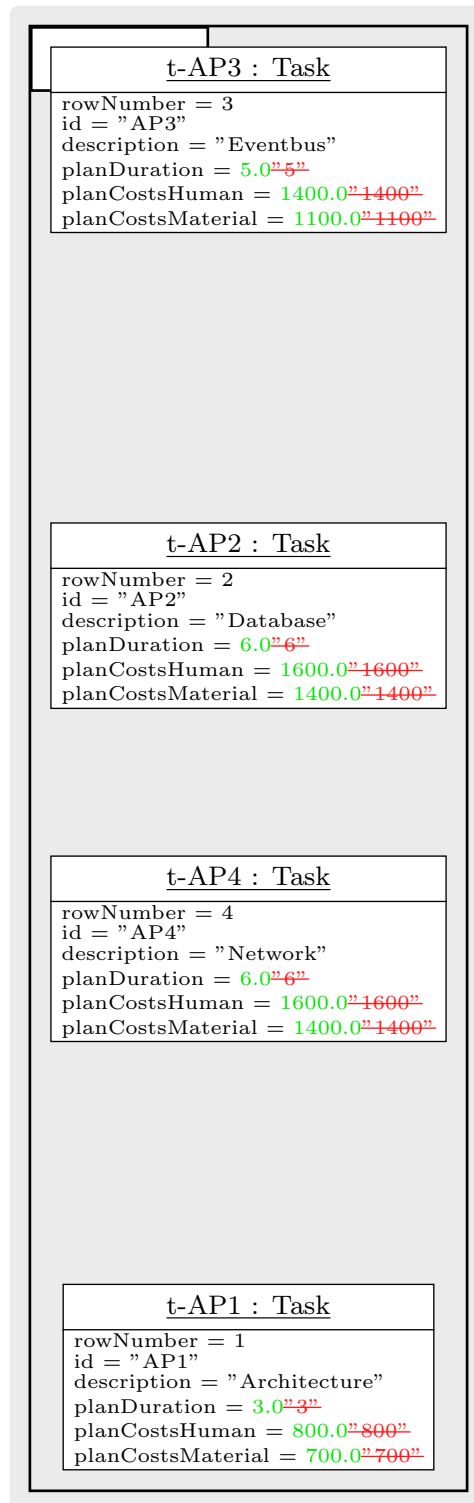 t-AP3 : Task
rowNumber = 3
id = ”AP3”
description = ”Eventbus”
planDuration = 5.0”5”
planCostsHuman = 1400.0”1400”
planCostsMaterial = 1100.0”1100”
t-AP2 : Task
rowNumber = 2
id = ”AP2”
description = ”Database”
planDuration = 6.0”6”
planCostsHuman = 1600.0”1600”
planCostsMaterial = 1400.0”1400”
t-AP4 : Task
rowNumber = 4
id = ”AP4”
description = ”Network”
planDuration = 6.0”6”
planCostsHuman = 1600.0”1600”
planCostsMaterial = 1400.0”1400”
t-AP1 : Task
rowNumber = 1
id = ”AP1”
description = ”Architecture”
planDuration = 3.0”3”
planCostsHuman = 800.0”800”
planCostsMaterial = 700.0”700”